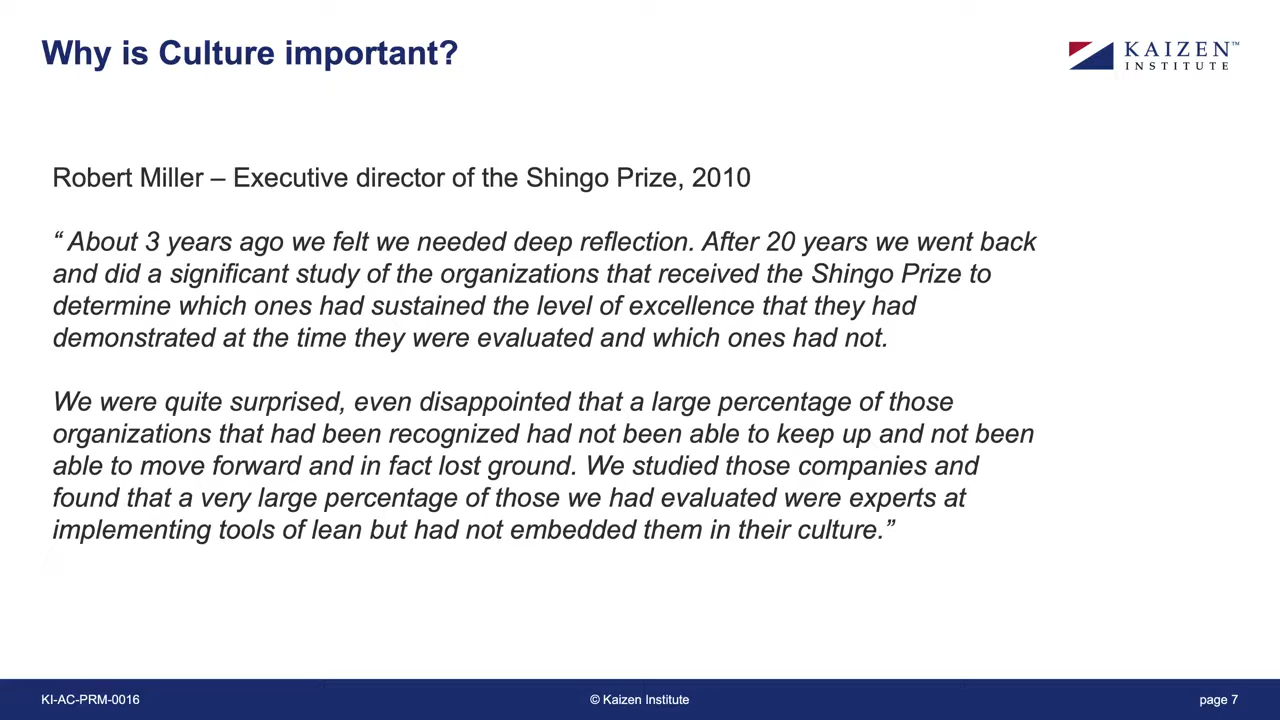 Why is Culture important?
KAIZEN™
INSTITUTE
Robert Miller – Executive director of the Shingo Prize, 2010
“ About 3 years ago we felt we needed deep reflection. After 20 years we went back
and did a significant study of the organizations that received the Shingo Prize to
determine which ones had sustained the level of excellence that they had
demonstrated at the time they were evaluated and which ones had not.
We were quite surprised, even disappointed that a large percentage of those
organizations that had been recognized had not been able to keep up and not been
able to move forward and in fact lost ground. We studied those companies and
found that a very large percentage of those we had evaluated were experts at
implementing tools of lean but had not embedded them in their culture.”
KI-AC-PRM-0016
© Kaizen Institute
page 7